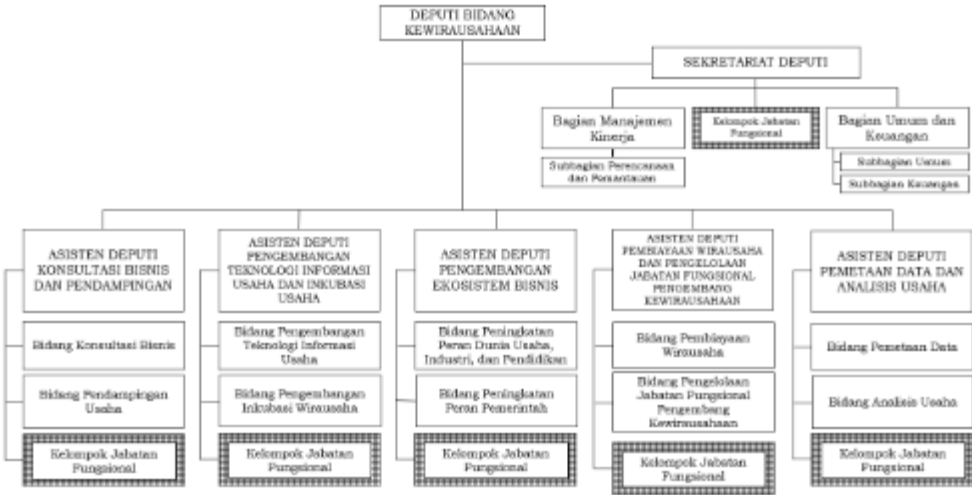 DEPUTI BIDANG
KEWIRAUSAHAAN
SEKRETARIAT DEPUTI
Bagian Manajemen
Kinerja
Kelompok Jabatan
Fungsional
Bagian Umum dan
Keuangan
Subbagian Perencanaan
dan Pemantauan
Subbagian Umum
Subbagian Keuangan
ASISTEN DEPUTI
KONSULTASI BISNIS
DAN PENDAMPINGAN
Bidang Konsultasi Bisnis
Bidang Pendampingan
Usaha
Kelompok Jabatan
Fungsional
ASISTEN DEPUTI
PENGEMBANGAN
TEKNOLOGI INFORMASI
USAHA DAN INKUBASI
USAHA
Bidang Pengembangan
Teknologi Informasi
Usaha
Bidang Pengembangan
Inkubasi Wirausaha
Kelompok Jabatan
Fungsional
ASISTEN DEPUTI
PENGEMBANGAN
EKOSISTEM BISNIS
Bidang Peningkatan
Peran Dunia Usaha,
Industri, dan Pendidikan
Bidang Peningkatan
Peran Pemerintah
Kelompok Jabatan
Fungsional
ASISTEN DEPUTI
PEMBIAYAAN WIRAUSAHA
DAN PENGELOLAAN
JABATAN FUNGSIONAL
PENGEMBANG
KEWIRAUSAHAAN
Bidang Pembiayaan
Wirausaha
Bidang Pengelolaan
Jabatan Fungsional
Pengembang
Kewirausahaan
Kelompok Jabatan
Fungsional
ASISTEN DEPUTI
PEMETAAN DATA DAN
ANALISIS USAHA
Bidang Pemetaan Data
Bidang Analisis Usaha
Kelompok Jabatan
Fungsional